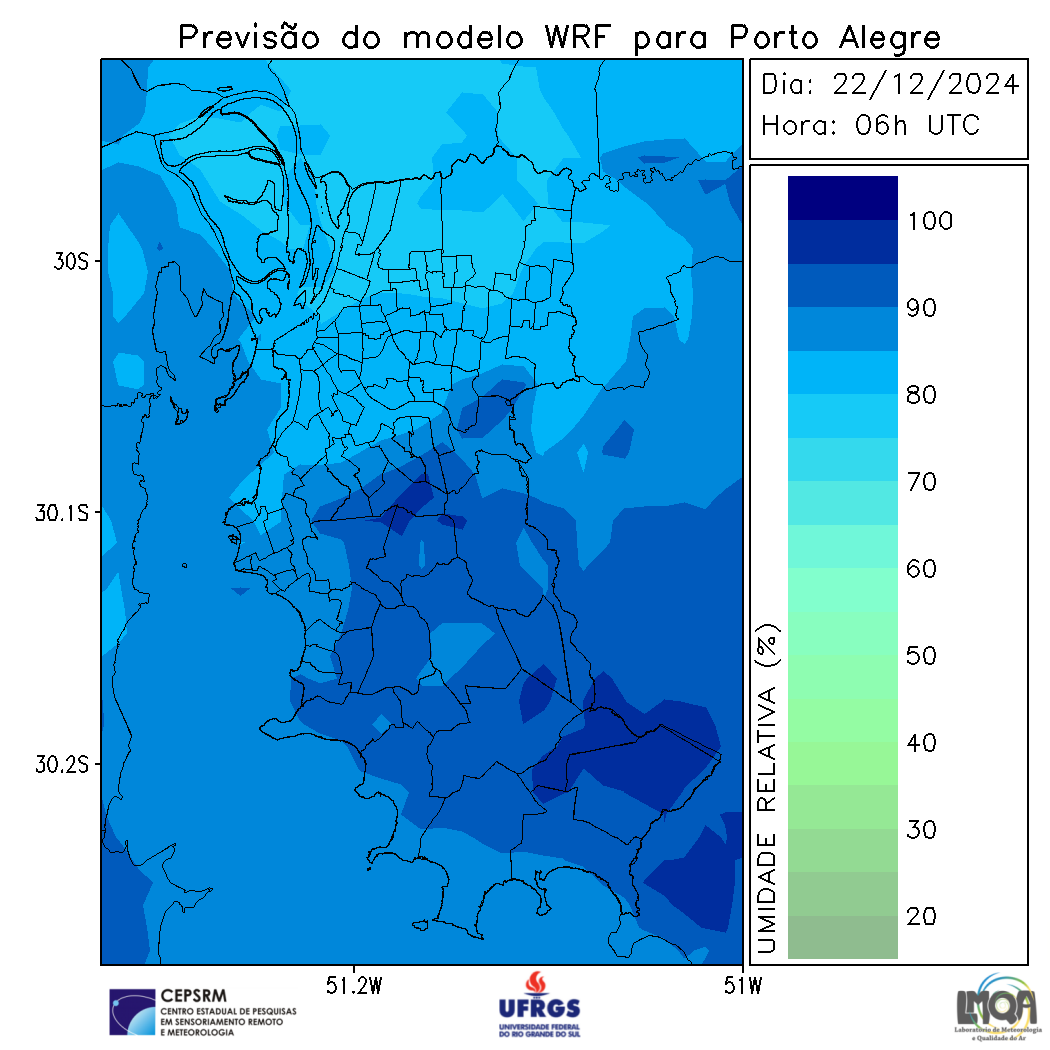 Previsão do modelo WRF para Porto Alegre
Dia: 22/12/2024
Hora: 06h UTC
30S
30.1S
30.2S
51.2W
51W
UMIDADE RELATIVA (%)
100
90
80
70
60
50
40
30
20
CEPSRM
CENTRO ESTADUAL DE PESQUISAS
EM SENSORIAMENTO REMOTO
E METEOROLOGIA
UFRGS
UNIVERSIDADE FEDERAL
DO RIO GRANDE DO SUL
LMQA
Laboratório de Meteorologia
e Qualidade do Ar